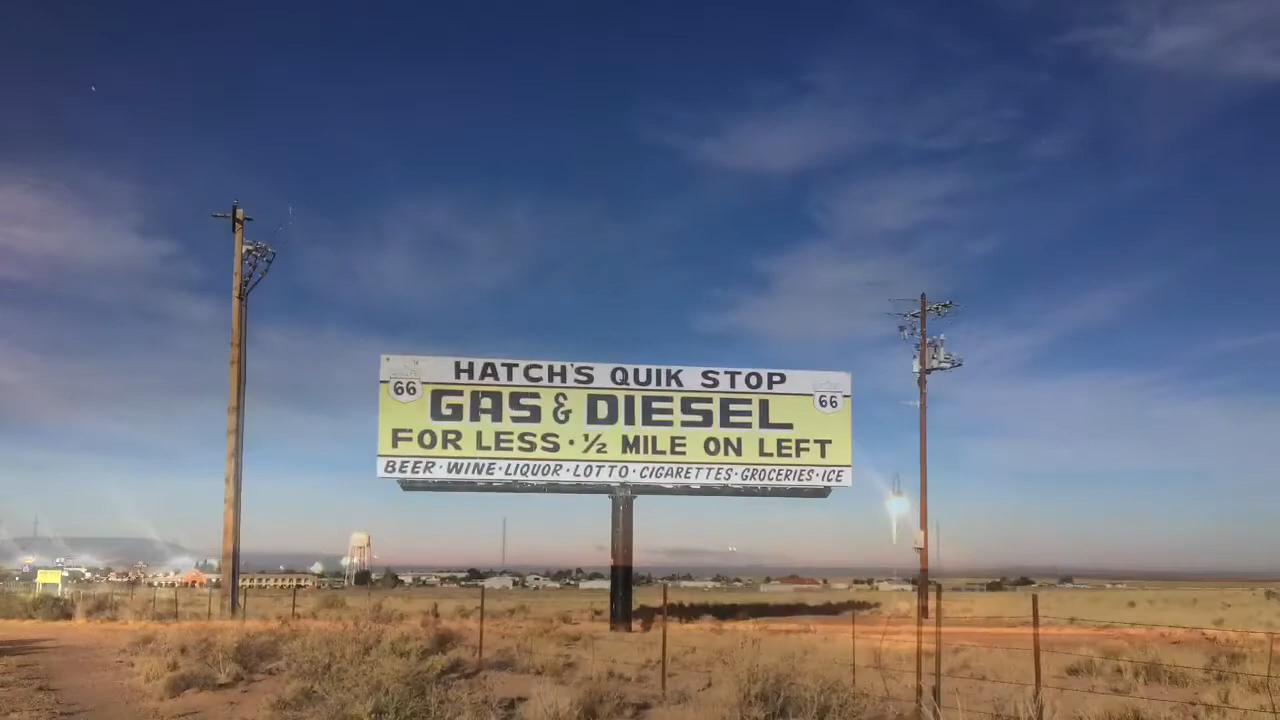 HATCH'S QUIK STOP
66
66
GAS & DIESEL
FOR LESS · ½ MILE ON LEFT
BEER · WINE · LIQUOR · LOTTO · CIGARETTES · GROCERIES · ICE